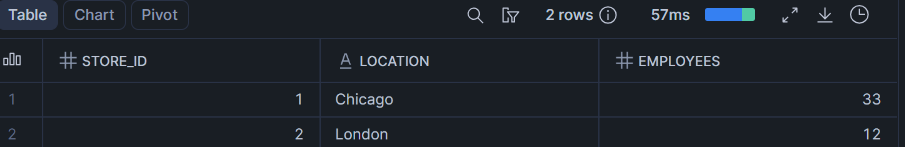 Table Chart Pivot 2 rows 57ms
STORE_ID LOCATION EMPLOYEES
1 1 Chicago 33
2 2 London 12